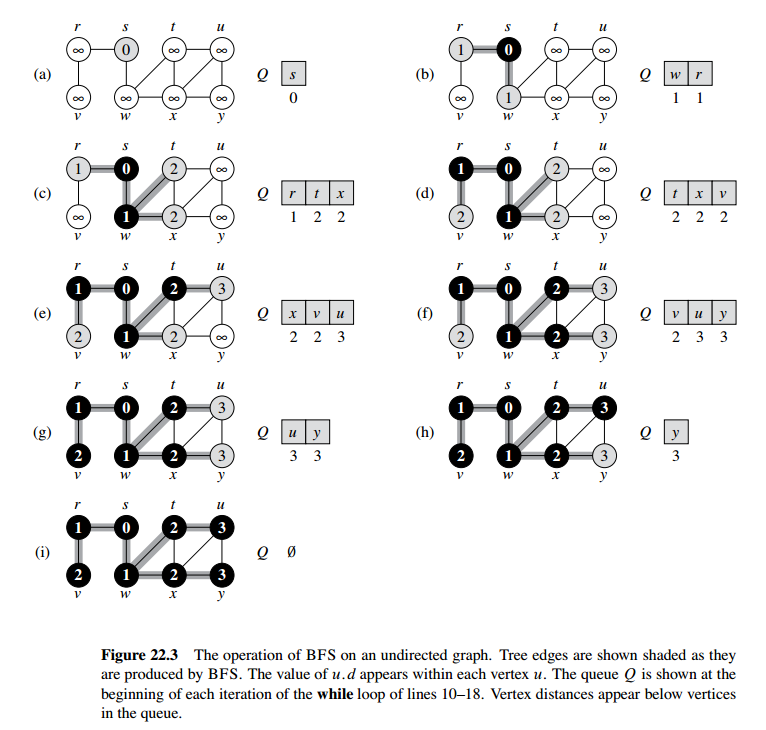 r s t u r s t u
(a) ∞ 0 ∞ ∞ Q s (b) 1 0 ∞ ∞ Q w r
∞ ∞ ∞ ∞ 0 ∞ 1 ∞ ∞ 1 1
v w x y v w x y
r s t u r s t u
(c) 1 0 2 ∞ Q r t x (d) 1 0 2 ∞ Q t x v
∞ 1 2 ∞ 1 2 2 2 1 2 ∞ 2 2 2
v w x y v w x y
r s t u r s t u
(e) 1 0 2 3 Q x v u (f) 1 0 2 3 Q v u y
2 1 2 ∞ 2 2 3 2 1 2 3 2 3 3
v w x y v w x y
r s t u r s t u
(g) 1 0 2 3 Q u y (h) 1 0 2 3 Q y
2 1 2 3 3 3 2 1 2 3 3
v w x y v w x y
r s t u
(i) 1 0 2 3 Q ∅
2 1 2 3
v w x y
Figure 22.3 The operation of BFS on an undirected graph. Tree edges are shown shaded as they
are produced by BFS. The value of u.d appears within each vertex u. The queue Q is shown at the
beginning of each iteration of the while loop of lines 10–18. Vertex distances appear below vertices
in the queue.